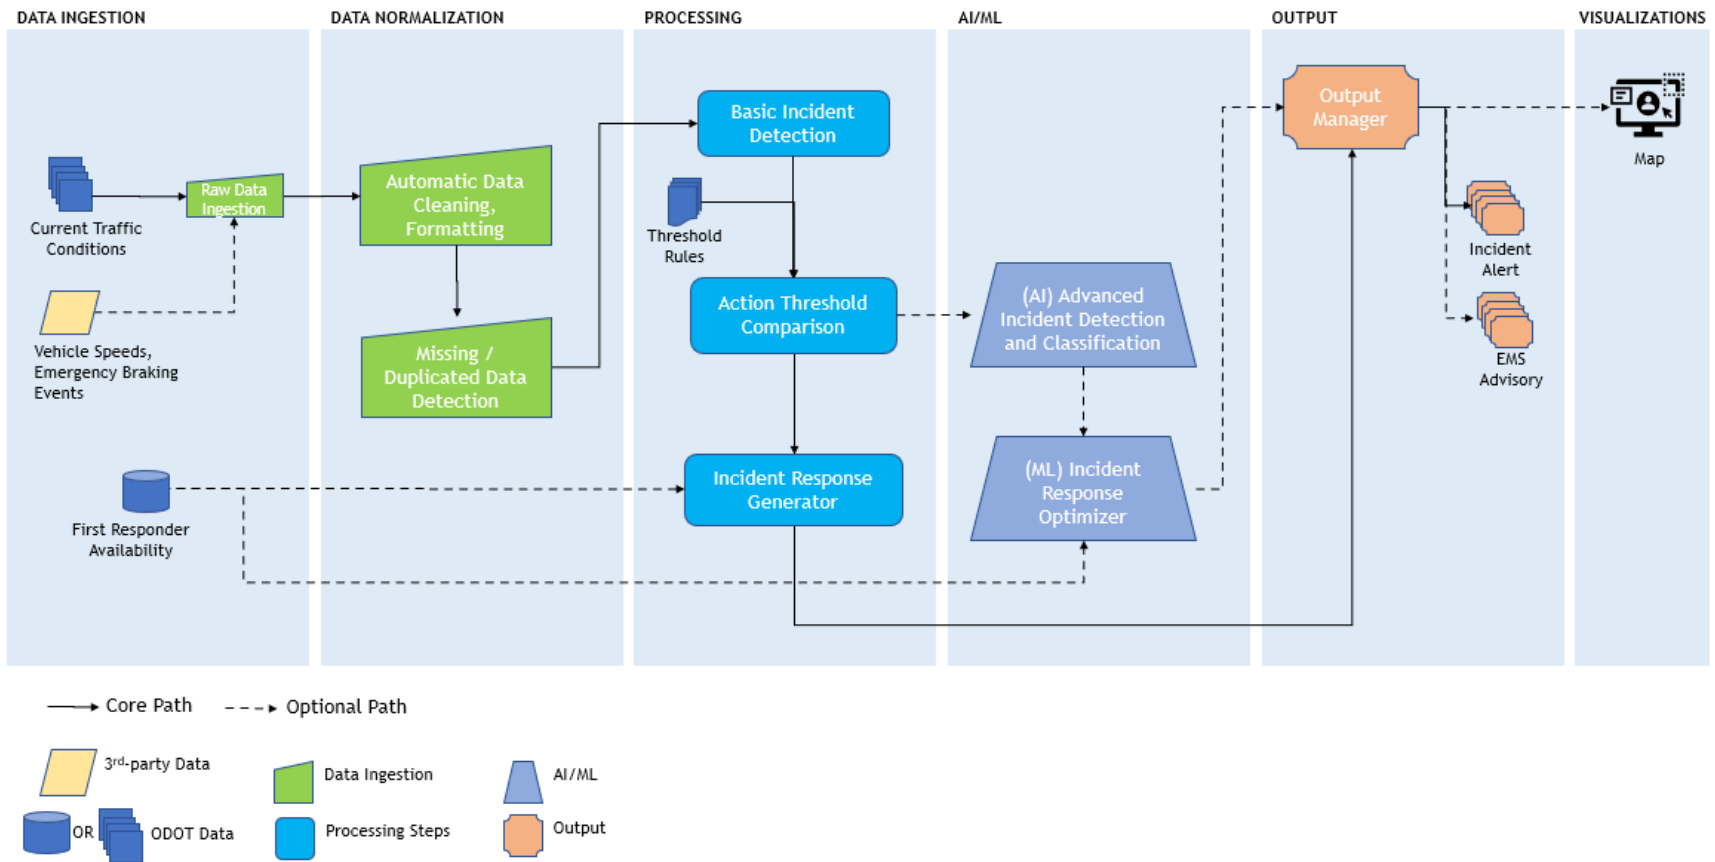 DATA INGESTION
DATA NORMALIZATION
PROCESSING
AI/ML
OUTPUT
VISUALIZATIONS
Current Traffic
Conditions
Raw Data
Ingestion
Vehicle Speeds,
Emergency Braking
Events
First Responder
Availability
Automatic Data
Cleaning,
Formatting
Missing /
Duplicated Data
Detection
Basic Incident
Detection
Threshold
Rules
Action Threshold
Comparison
Incident Response
Generator
(AI) Advanced
Incident Detection
and Classification
(ML) Incident
Response
Optimizer
Output
Manager
Incident
Alert
EMS
Advisory
Map
Core Path
Optional Path
3rd-party Data
Data Ingestion
AI/ML
OR
ODOT Data
Processing Steps
Output